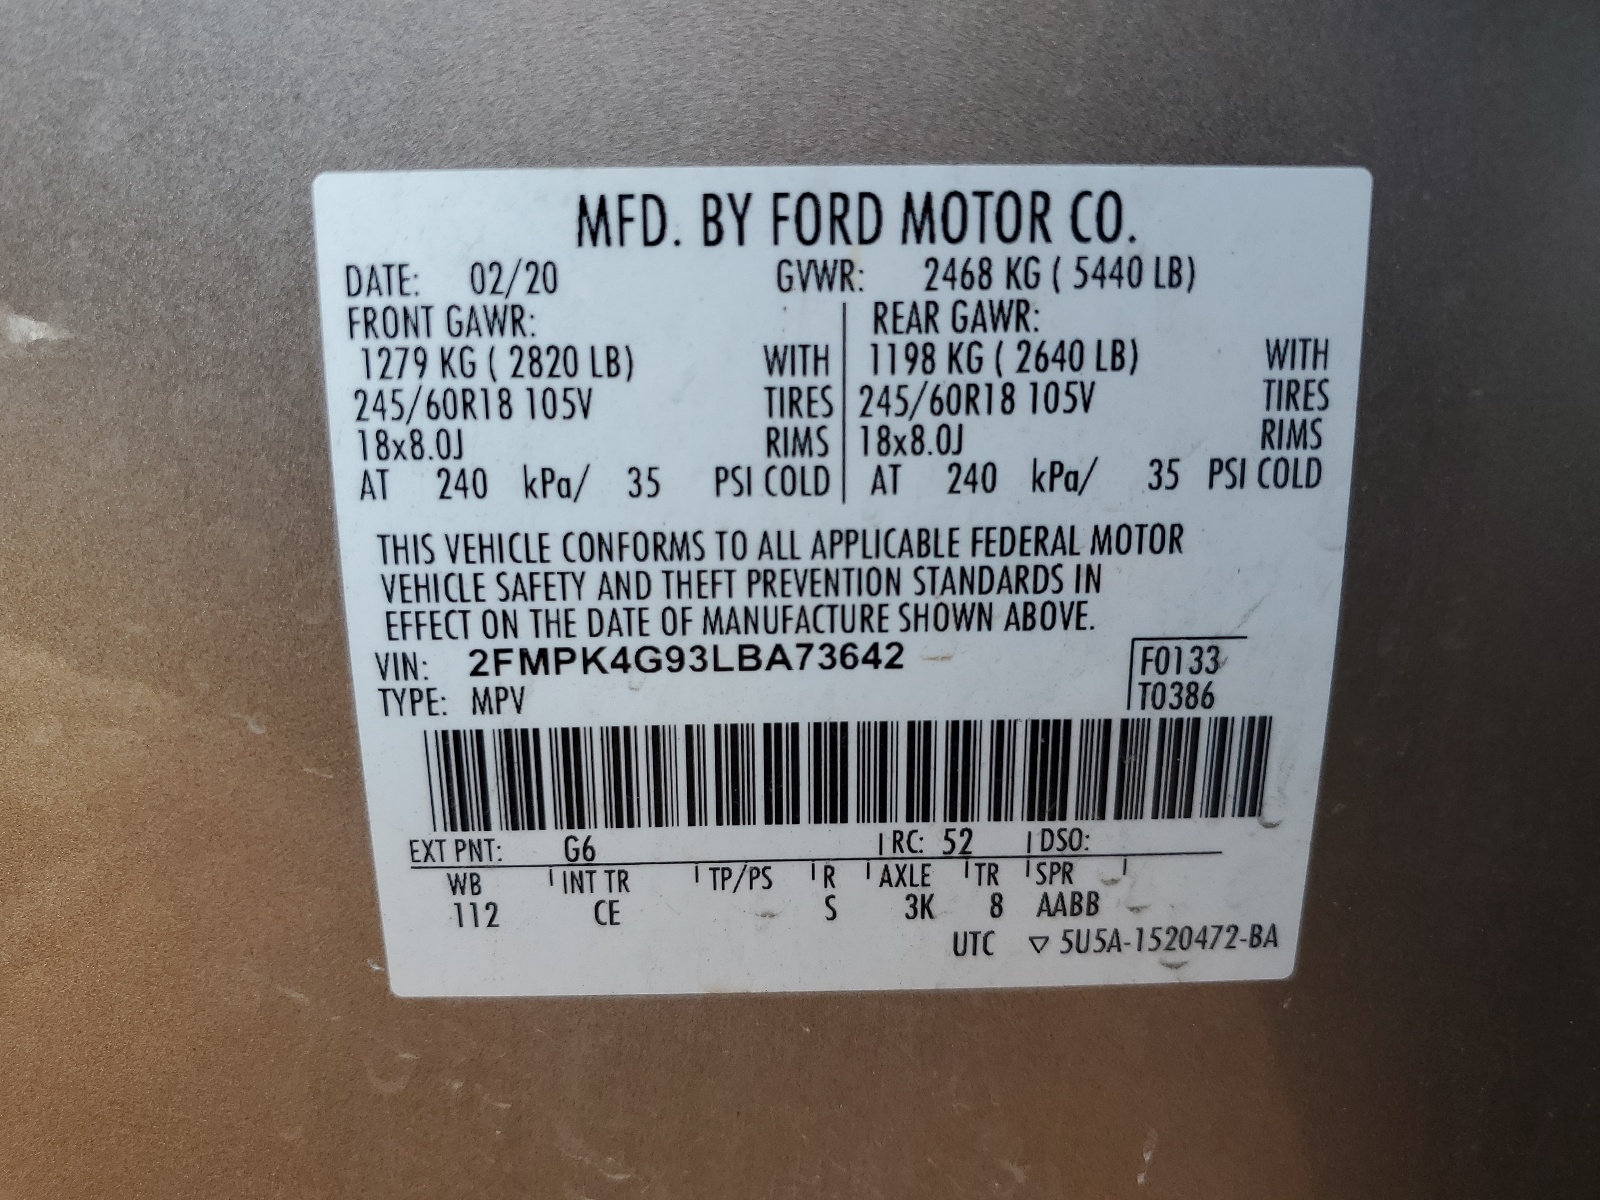 MFD. BY FORD MOTOR CO.
DATE: 02/20 GVWR: 2468 KG ( 5440 LB)
FRONT GAWR: REAR GAWR:
1279 KG ( 2820 LB) WITH 1198 KG ( 2640 LB) WITH
245/60R18 105V TIRES 245/60R18 105V TIRES
18x8.0J RIMS 18x8.0J RIMS
AT 240 kPa/ 35 PSI COLD AT 240 kPa/ 35 PSI COLD
THIS VEHICLE CONFORMS TO ALL APPLICABLE FEDERAL MOTOR
VEHICLE SAFETY AND THEFT PREVENTION STANDARDS IN
EFFECT ON THE DATE OF MANUFACTURE SHOWN ABOVE.
VIN: 2FMPK4G93LBA73642 F0133
TYPE: MPV T0386
EXT PNT: G6 RC: 52 DSO:
WB INT TR TP/PS R AXLE TR SPR
112 CE S 3K 8 AABB
UTC ▽ 5U5A-1520472-BA